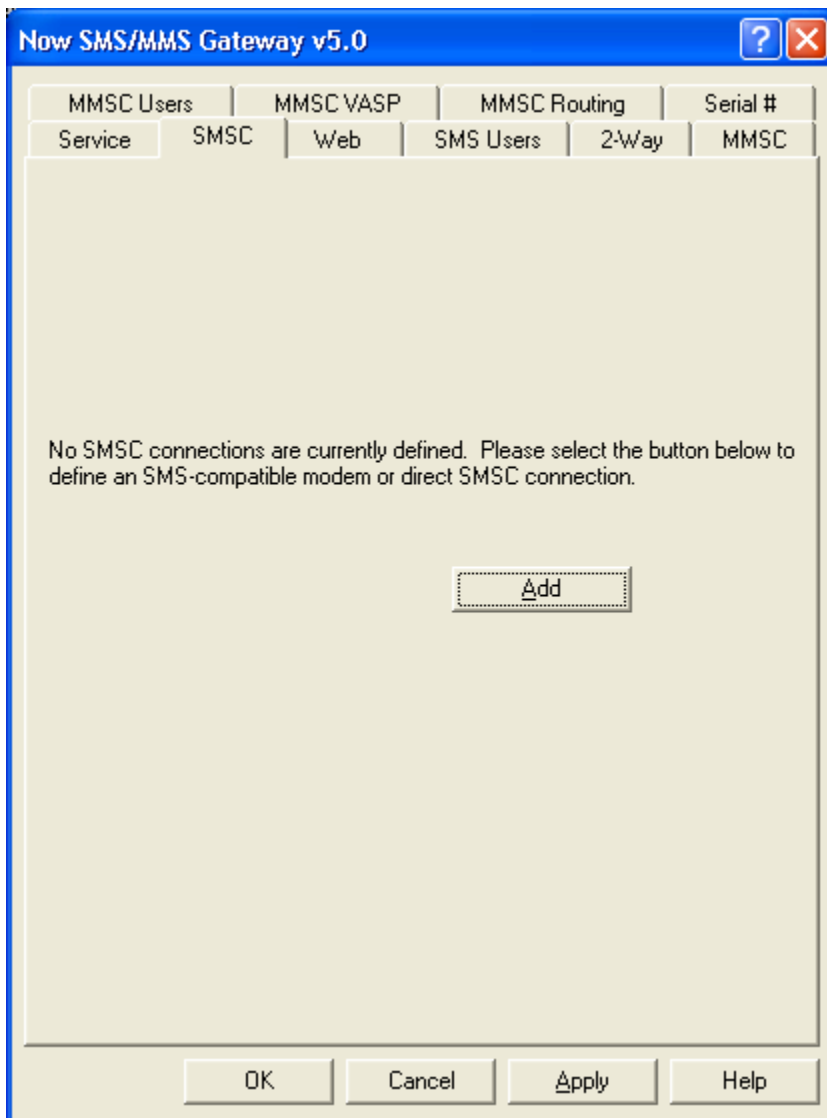 Now SMS/MMS Gateway v5.0
MMSC Users MMSC VASP MMSC Routing Serial #
Service SMSC Web SMS Users 2-Way MMSC
No SMSC connections are currently defined. Please select the button below to
define an SMS-compatible modem or direct SMSC connection.
Add
OK Cancel Apply Help